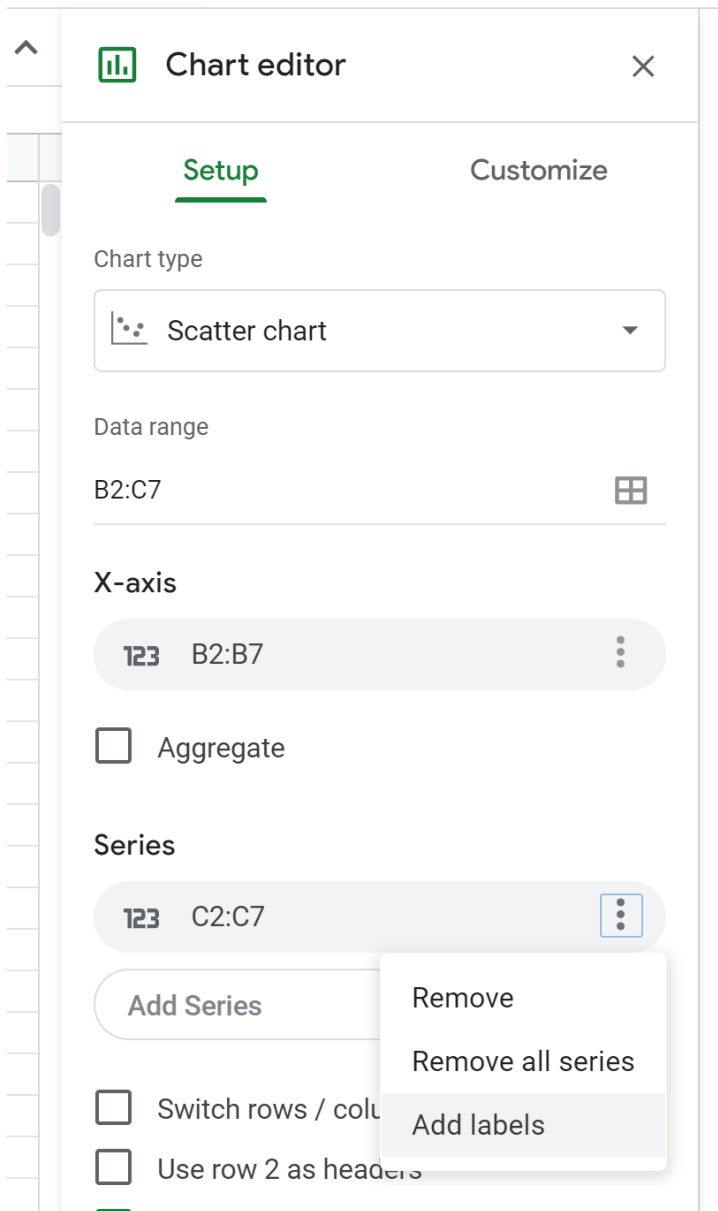 Chart editor
Setup
Customize
Chart type
Scatter chart
Data range
B2:C7
X-axis
123 B2:B7
Aggregate
Series
123 C2:C7
Add Series
Remove
Remove all series
Add labels
Switch rows / colu
Use row 2 as headers